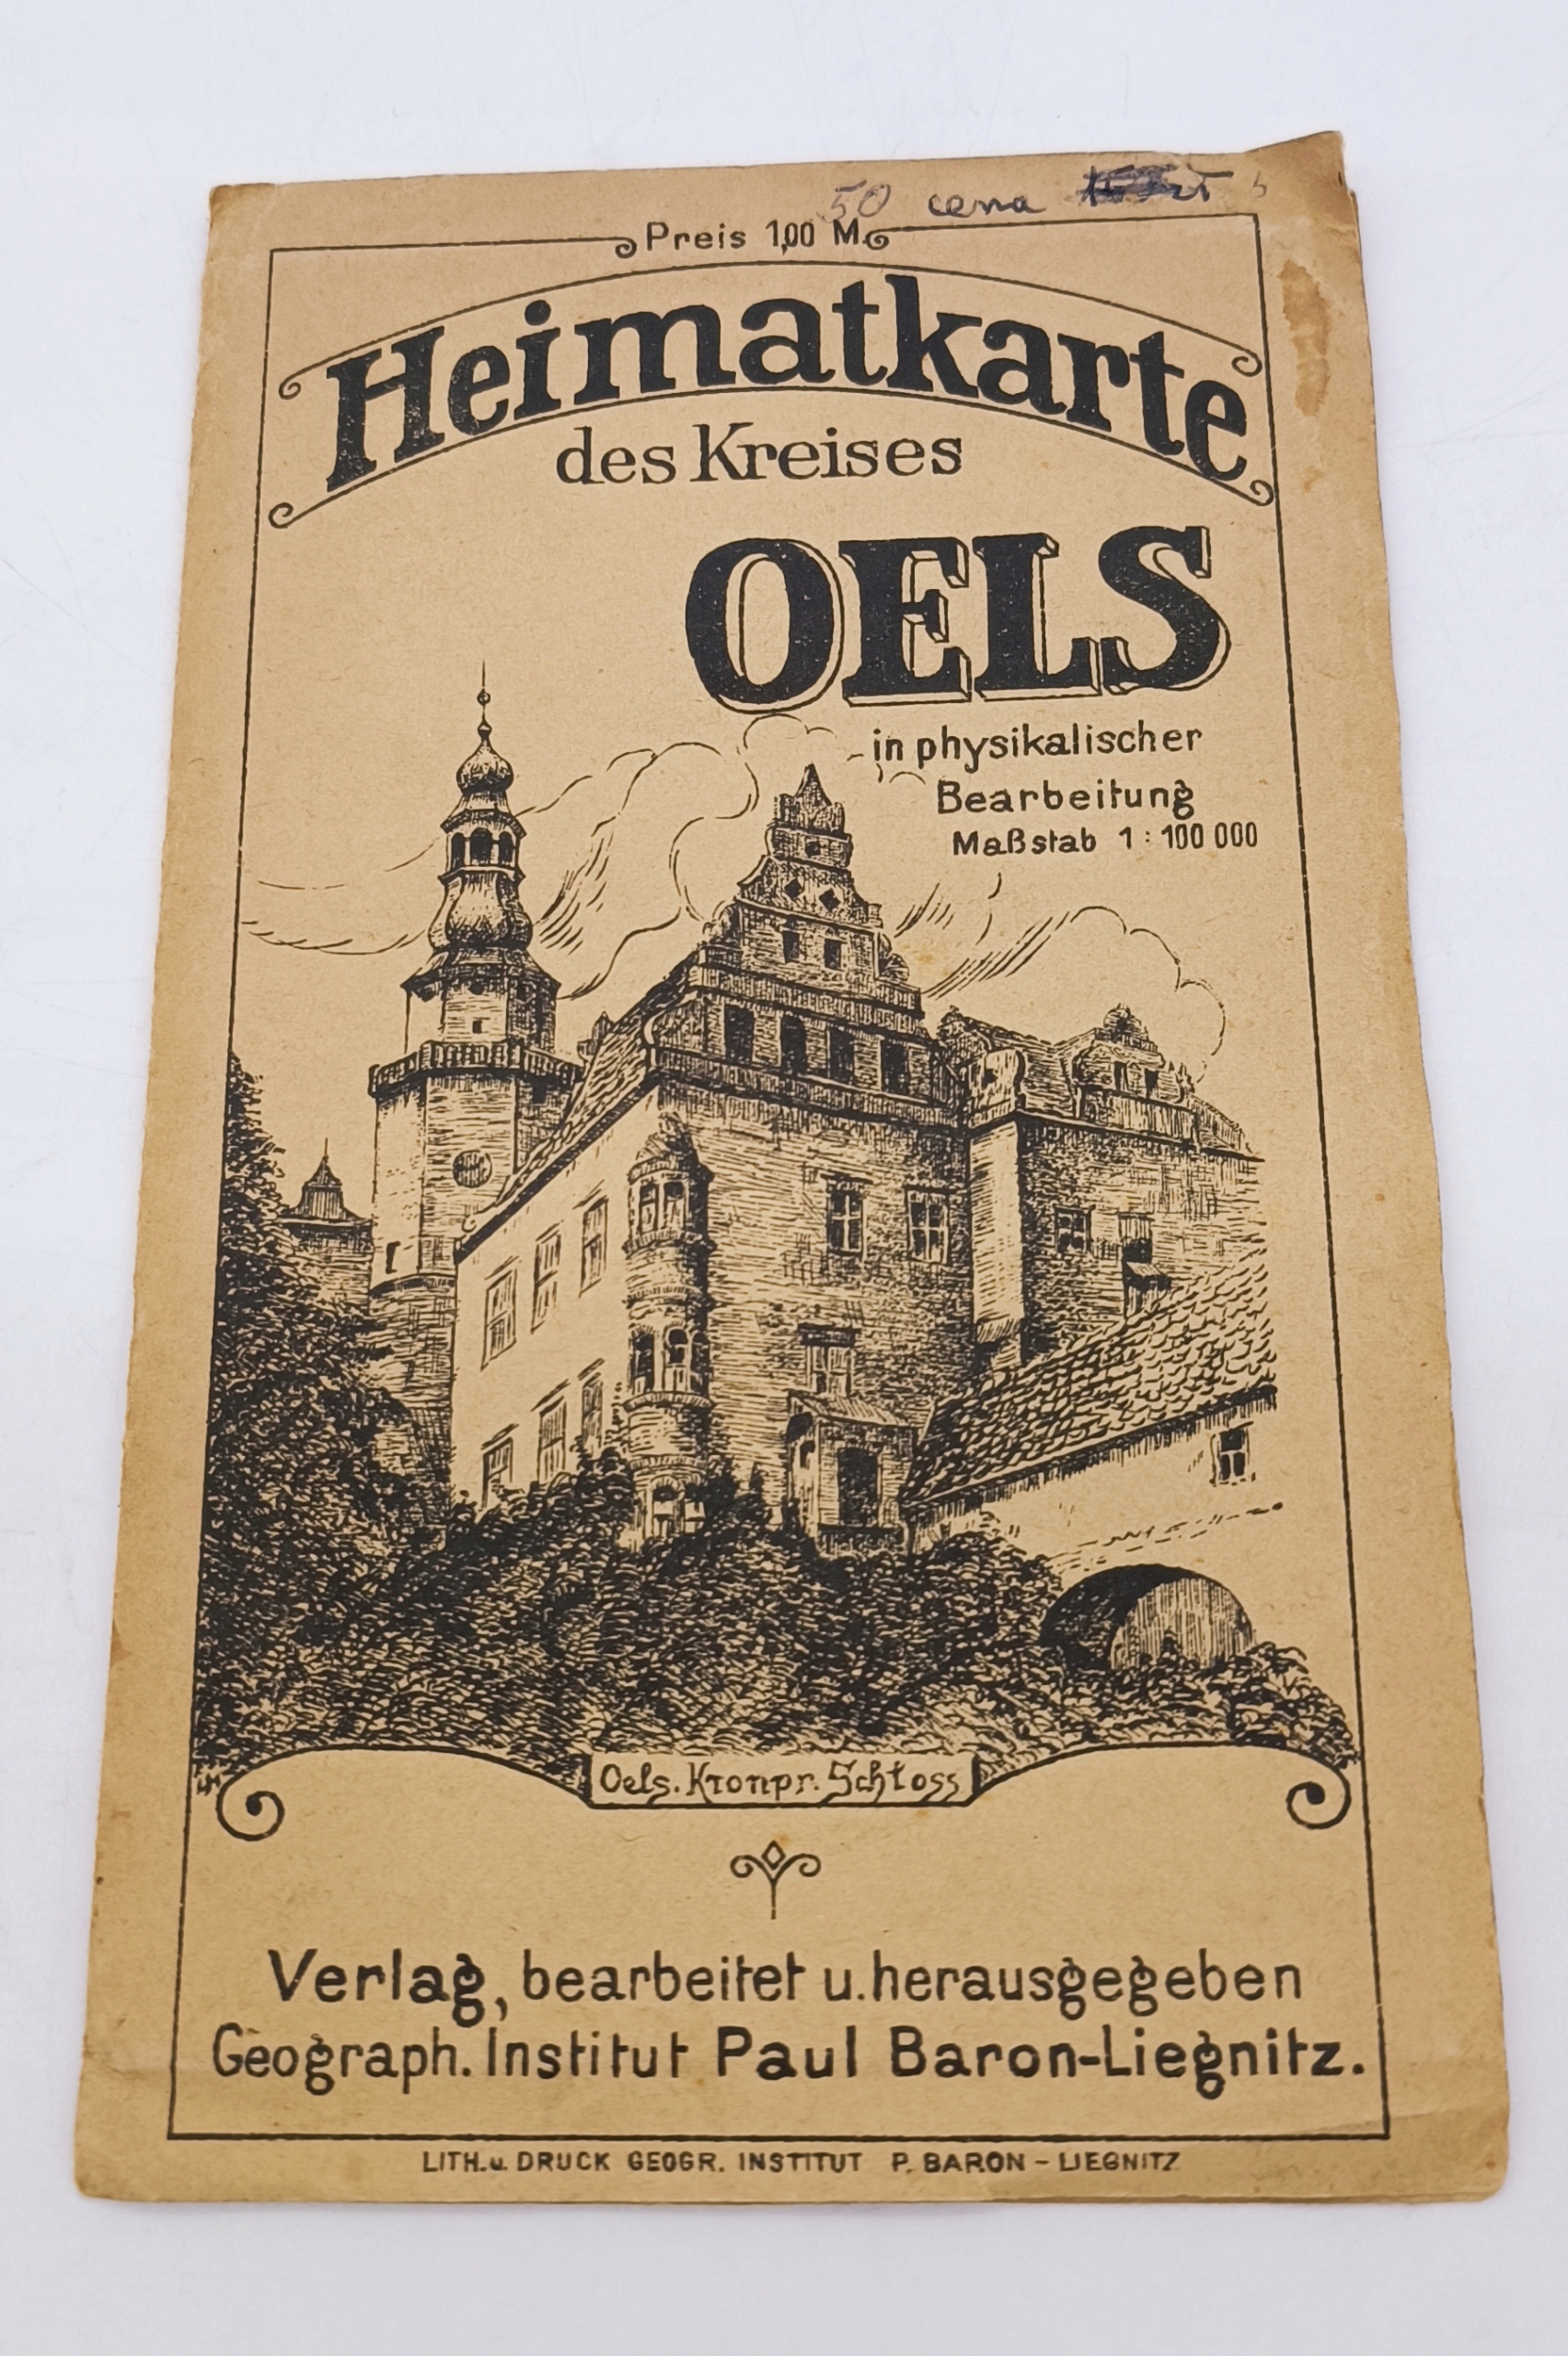 50 cena
Preis 1,00 M.
Heimatkarte
des Kreises
OELS
in physikalischer
Bearbeitung
Maßstab 1 : 100 000
Oels. Kronpr. Schloss
Verlag, bearbeitet u. herausgegeben
Geograph. Institut Paul Baron-Liegnitz.
LITH. u. DRUCK GEOGR. INSTITUT P. BARON - LIEGNITZ